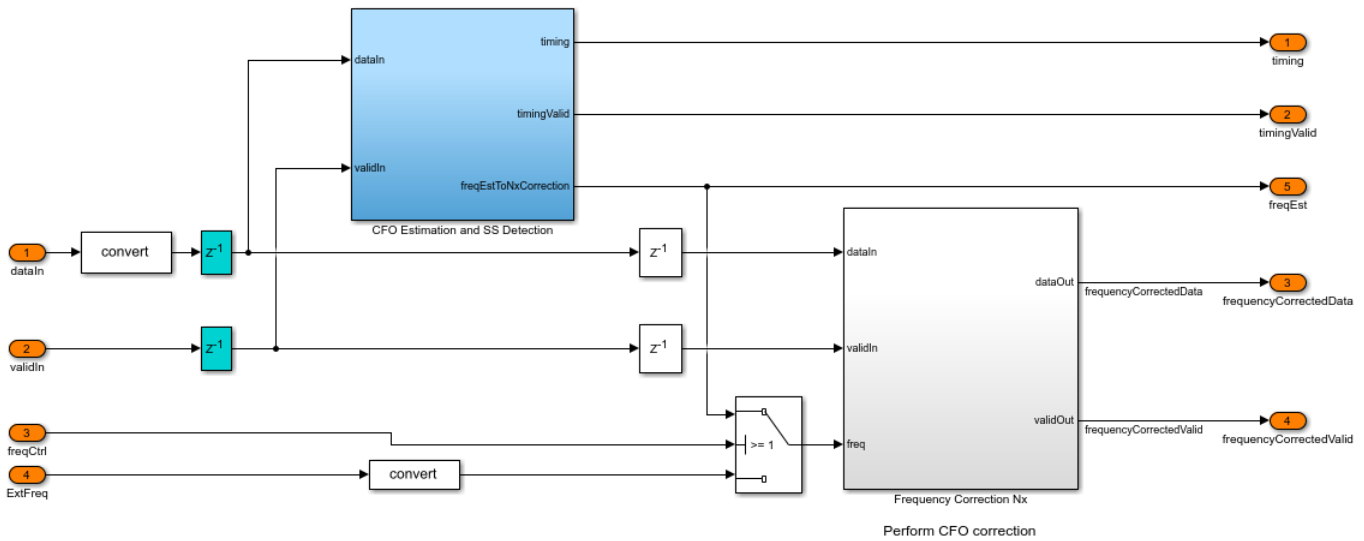 timing
1
timing
dataIn
timingValid
2
timingValid
validIn
freqEstToNxCorrection
5
freqEst
CFO Estimation and SS Detection
1
dataIn
convert
z-1
z-1
dataIn
dataOut
frequencyCorrectedData
3
frequencyCorrectedData
2
validIn
z-1
z-1
validIn
3
freqCtrl
>= 1
freq
validOut
frequencyCorrectedValid
4
frequencyCorrectedValid
4
ExtFreq
convert
Frequency Correction Nx
Perform CFO correction